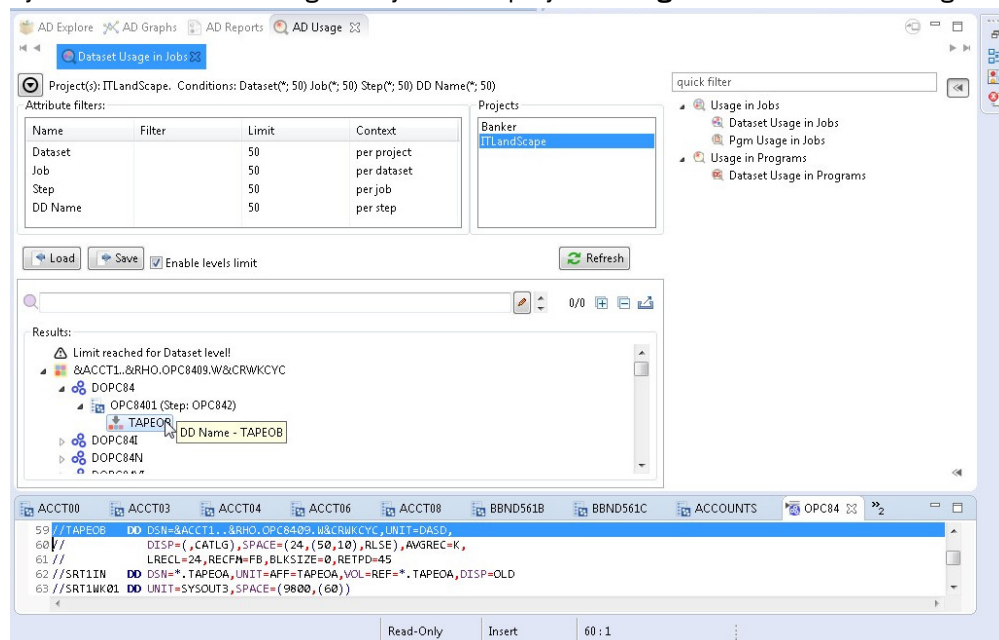 AD Explore AD Graphs AD Reports AD Usage
Dataset Usage in Jobs
Project(s): ITLandScape. Conditions: Dataset(*; 50) Job(*; 50) Step(*; 50) DD Name(*; 50)
quick filter
Attribute filters:
Projects
Name Filter Limit Context
Dataset 50 per project
Job 50 per dataset
Step 50 per job
DD Name 50 per step
Banker
ITLandScape
Usage in Jobs
Dataset Usage in Jobs
Pgm Usage in Jobs
Usage in Programs
Dataset Usage in Programs
Load Save Enable levels limit Refresh
0/0
Results:
Limit reached for Dataset level!
&ACCT1..&RHO.OPC8409.W&CRWKCYC
DOPC84
OPC8401 (Step: OPC842)
TAPEOB
DD Name - TAPEOB
DOPC84I
DOPC84N
ACCT00 ACCT03 ACCT04 ACCT06 ACCT08 BBND561B BBND561C ACCOUNTS OPC84 »2
59 //TAPEOB DD DSN=&ACCT1..&RHO.OPC8409.W&CRWKCYC,UNIT=DASD,
60 // DISP=(,CATLG),SPACE=(24,(50,10),RLSE),AVGREC=K,
61 // LRECL=24,RECFM=FB,BLKSIZE=0,RETPD=45
62 //SRT1IN DD DSN=*.TAPEOA,UNIT=AFF=TAPEOA,VOL=REF=*.TAPEOA,DISP=OLD
63 //SRT1WK01 DD UNIT=SYSOUT3,SPACE=(9800,(60))
Read-Only Insert 60 : 1